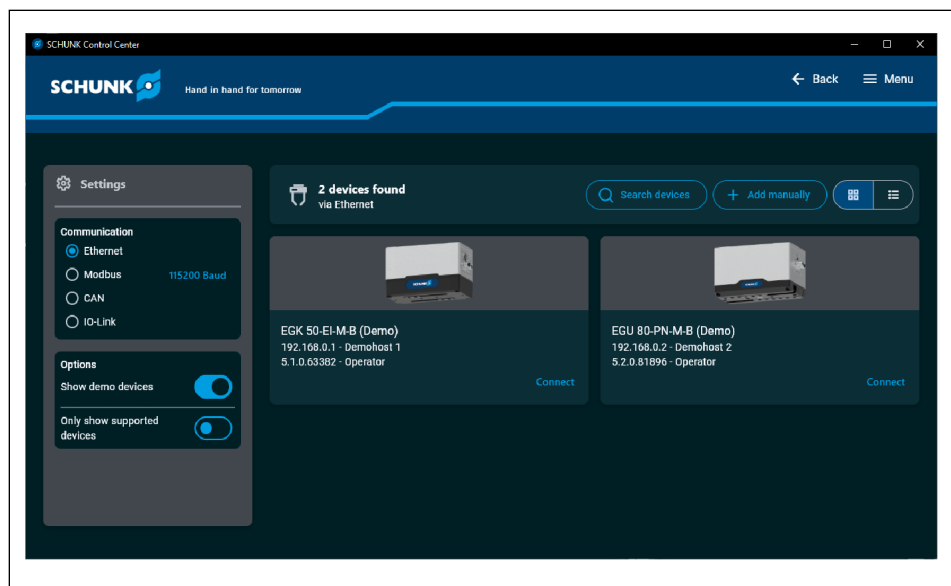 SCHUNK Control Center
SCHUNK
Hand in hand for tomorrow
Back
Menu
Settings
2 devices found
via Ethernet
Search devices
Add manually
Communication
Ethernet
Modbus 115200 Baud
CAN
IO-Link
Options
Show demo devices
Only show supported
devices
EGK 50-EI-M-B (Demo)
192.168.0.1 - Demohost 1
5.1.0.63382 - Operator
Connect
EGU 80-PN-M-B (Demo)
192.168.0.2 - Demohost 2
5.2.0.81896 - Operator
Connect